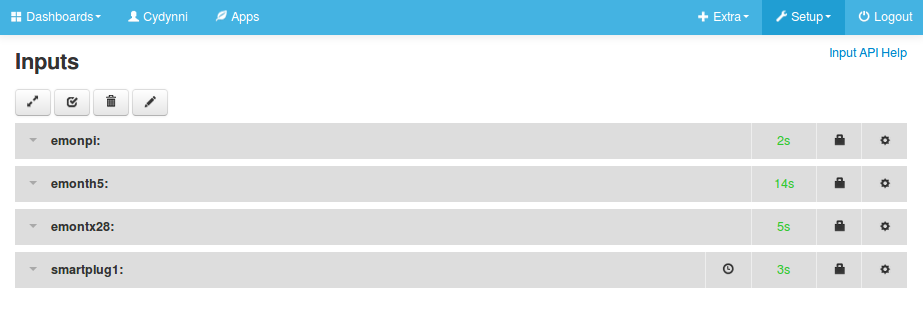 Dashboards Cydynni Apps Extra Setup Logout
Inputs
Input API Help
emonpi: 2s
emonth5: 14s
emontx28: 5s
smartplug1: 3s